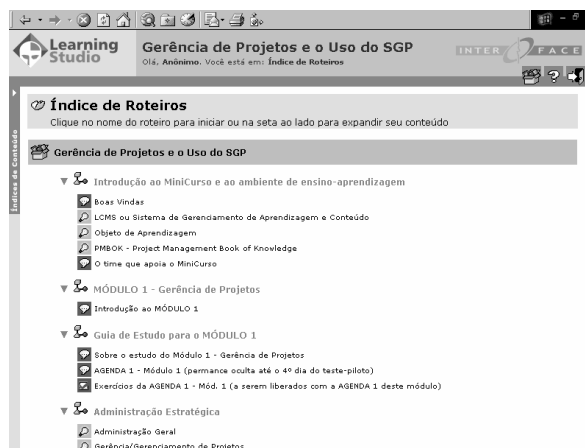 Learning Studio
Gerência de Projetos e o Uso do SGP
INTERFACE
Olá, Anônimo. Você está em: Índice de Roteiros
Índices de Conteúdo
Índice de Roteiros
Clique no nome do roteiro para iniciar ou na seta ao lado para expandir seu conteúdo
Gerência de Projetos e o Uso do SGP
Introdução ao MiniCurso e ao ambiente de ensino-aprendizagem
Boas Vindas
LCMS ou Sistema de Gerenciamento de Aprendizagem e Conteúdo
Objeto de Aprendizagem
PMBOK - Project Management Book of Knowledge
O time que apoia o MiniCurso
MÓDULO 1 - Gerência de Projetos
Introdução ao MÓDULO 1
Guia de Estudo para o MÓDULO 1
Sobre o estudo do Módulo 1 - Gerência de Projetos
AGENDA 1 - Módulo 1 (permance oculta até o 4º dia do teste-piloto)
Exercícios da AGENDA 1 - Mód. 1 (a serem liberados com a AGENDA 1 deste módulo)
Administração Estratégica
Administração Geral
Gerência/Gerenciamento de Projetos